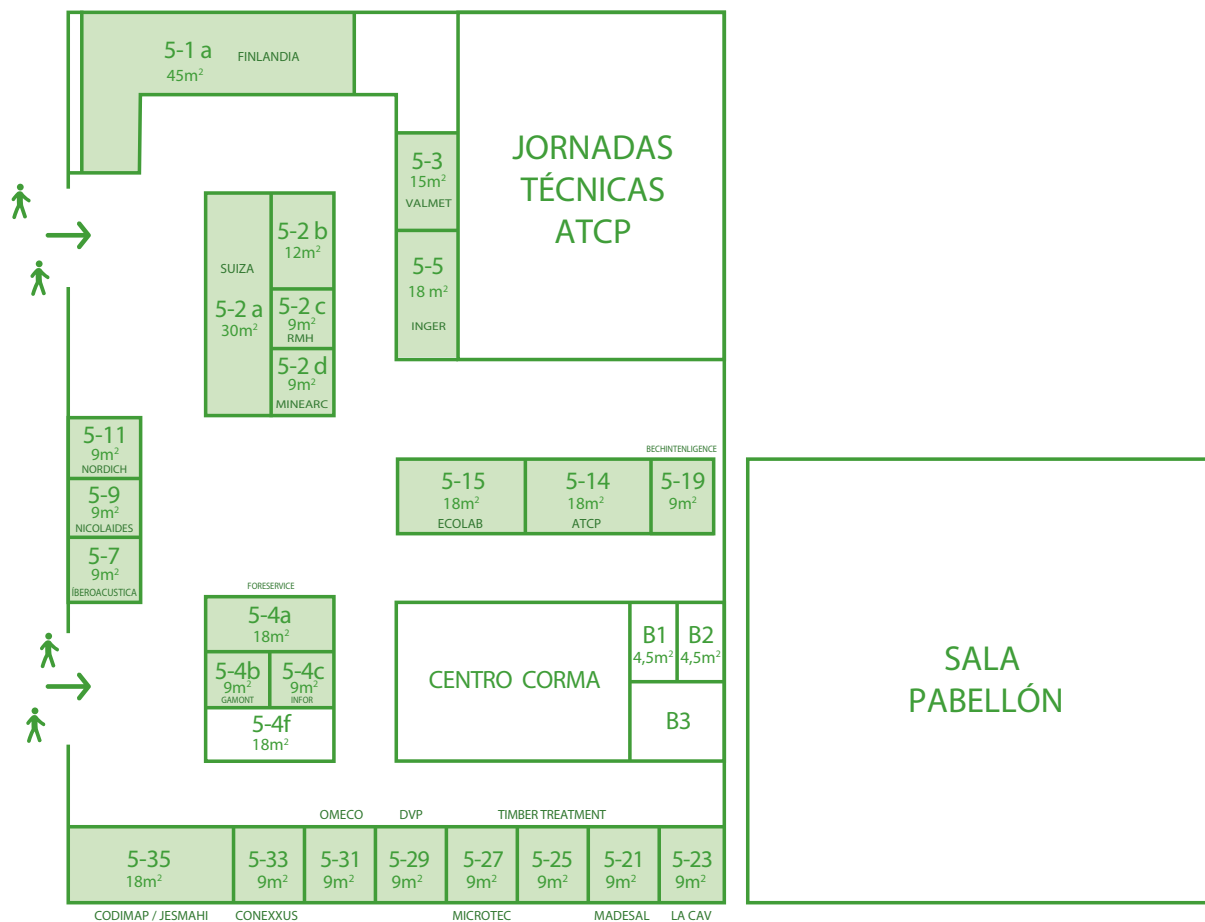 5-1 a
45m²
FINLANDIA
JORNADAS
TÉCNICAS
ATCP
5-3
15m²
VALMET
5-5
18 m²
INGER
SUIZA
5-2 a
30m²
5-2 b
12m²
5-2 c
9m²
RMH
5-2 d
9m²
MINEARC
5-11
9m²
NORDICH
5-9
9m²
NICOLAIDES
5-7
9m²
ÍBEROACUSTICA
BECHINTENLIGENCE
5-15
18m²
ECOLAB
5-14
18m²
ATCP
5-19
9m²
FORESERVICE
5-4a
18m²
5-4b
9m²
GAMONT
5-4c
9m²
INFOR
5-4f
18m²
CENTRO CORMA
B1
4,5m²
B2
4,5m²
B3
SALA
PABELLÓN
OMECO
DVP
TIMBER TREATMENT
5-35
18m²
5-33
9m²
5-31
9m²
5-29
9m²
5-27
9m²
5-25
9m²
5-21
9m²
5-23
9m²
CODIMAP / JESMAHI
CONEXXUS
MICROTEC
MADESAL
LA CAV